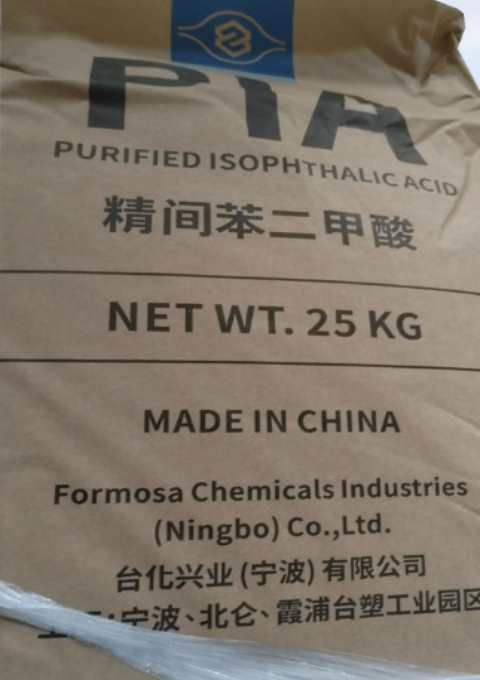 PIA
PURIFIED ISOPHTHALIC ACID
精间苯二甲酸
NET WT. 25 KG
MADE IN CHINA
Formosa Chemicals Industries
(Ningbo) Co.,Ltd.
台化兴业(宁波)有限公司
宁波、北仑、霞浦台塑工业园区